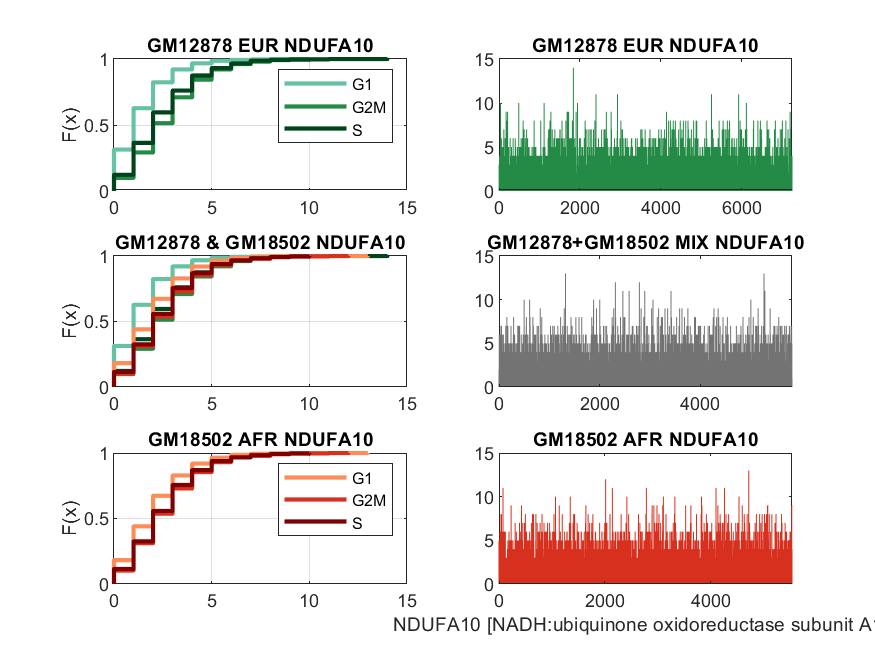 GM12878 EUR NDUFA10
F(x)
1
0.5
0
0 5 10 15
G1
G2M
S
GM12878 EUR NDUFA10
15
10
5
0
0 2000 4000 6000
GM12878 & GM18502 NDUFA10
F(x)
1
0.5
0
0 5 10 15
GM12878+GM18502 MIX NDUFA10
15
10
5
0
0 2000 4000
GM18502 AFR NDUFA10
F(x)
1
0.5
0
0 5 10 15
G1
G2M
S
GM18502 AFR NDUFA10
15
10
5
0
0 2000 4000
NDUFA10 [NADH:ubiquinone oxidoreductase subunit A1